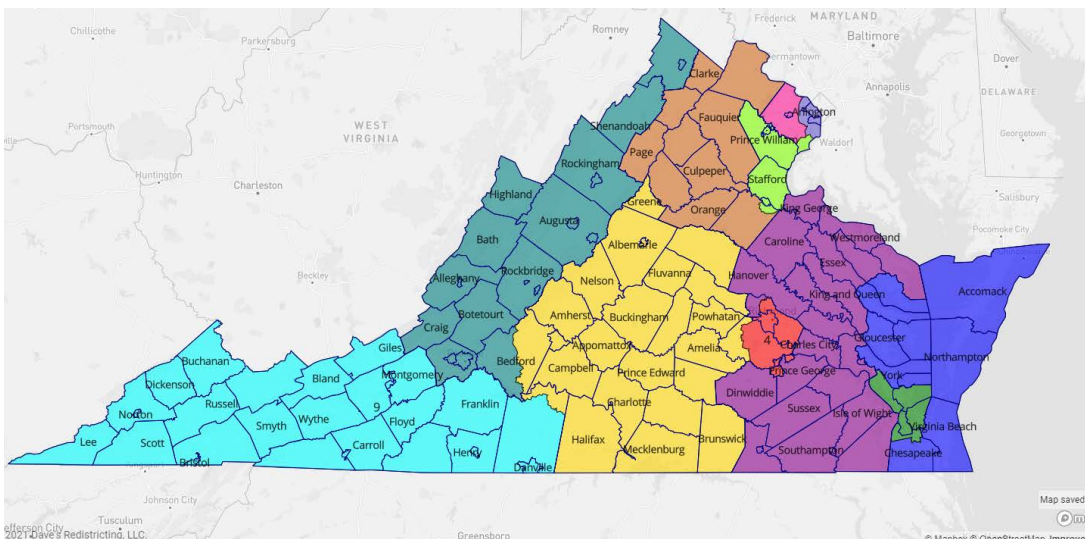 MARYLAND
Frederick
Chillicothe
Romney
Baltimore
Parkersburg
Clarke
Dover
Annapolis
DELAWARE
Fauquier
Arlington
Portsmouth
WEST
VIRGINIA
Shenandoah
Prince William
Waldorf
Georgetown
Page
Rockingham
Huntington
Culpeper
Stafford
Charleston
Highland
Salisbury
Greene
Orange
King George
Augusta
Pocomoke City
Albemarle
Caroline
Westmoreland
Bath
Essex
Beckley
Alleghany
Rockbridge
Nelson
Fluvanna
Hanover
Accomack
King and Queen
Botetourt
Amherst
Buckingham
Powhatan
Craig
4
Charles City
Gloucester
Giles
Appomattox
Amelia
Buchanan
Bedford
Northampton
Campbell
Prince Edward
Prince George
York
Dickenson
Bland
Montgomery
Dinwiddie
Russell
9
Franklin
Charlotte
Sussex
Isle of Wight
Norton
Wythe
Floyd
Virginia Beach
Smyth
Lee
Scott
Carroll
Henry
Halifax
Mecklenburg
Brunswick
Southampton
Chesapeake
Bristol
Danville
Johnson City
Map saved
Tusculum
Greensboro
2021 Dave's Redistricting, LLC.
© Mapbox © OpenStreetMap Improve